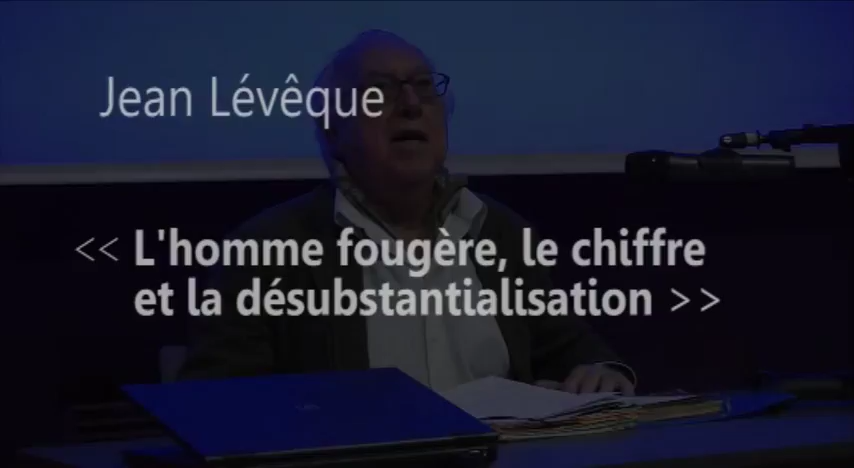 Jean Lévêque
<< L'homme fougère, le chiffre
et la désubstantialisation >>